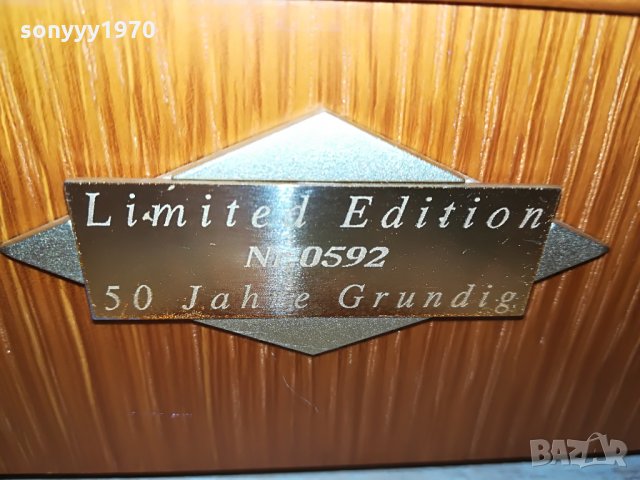 sonyyy1970
Limited Edition
Nr 0592
50 Jahre Grundig
BAZAR